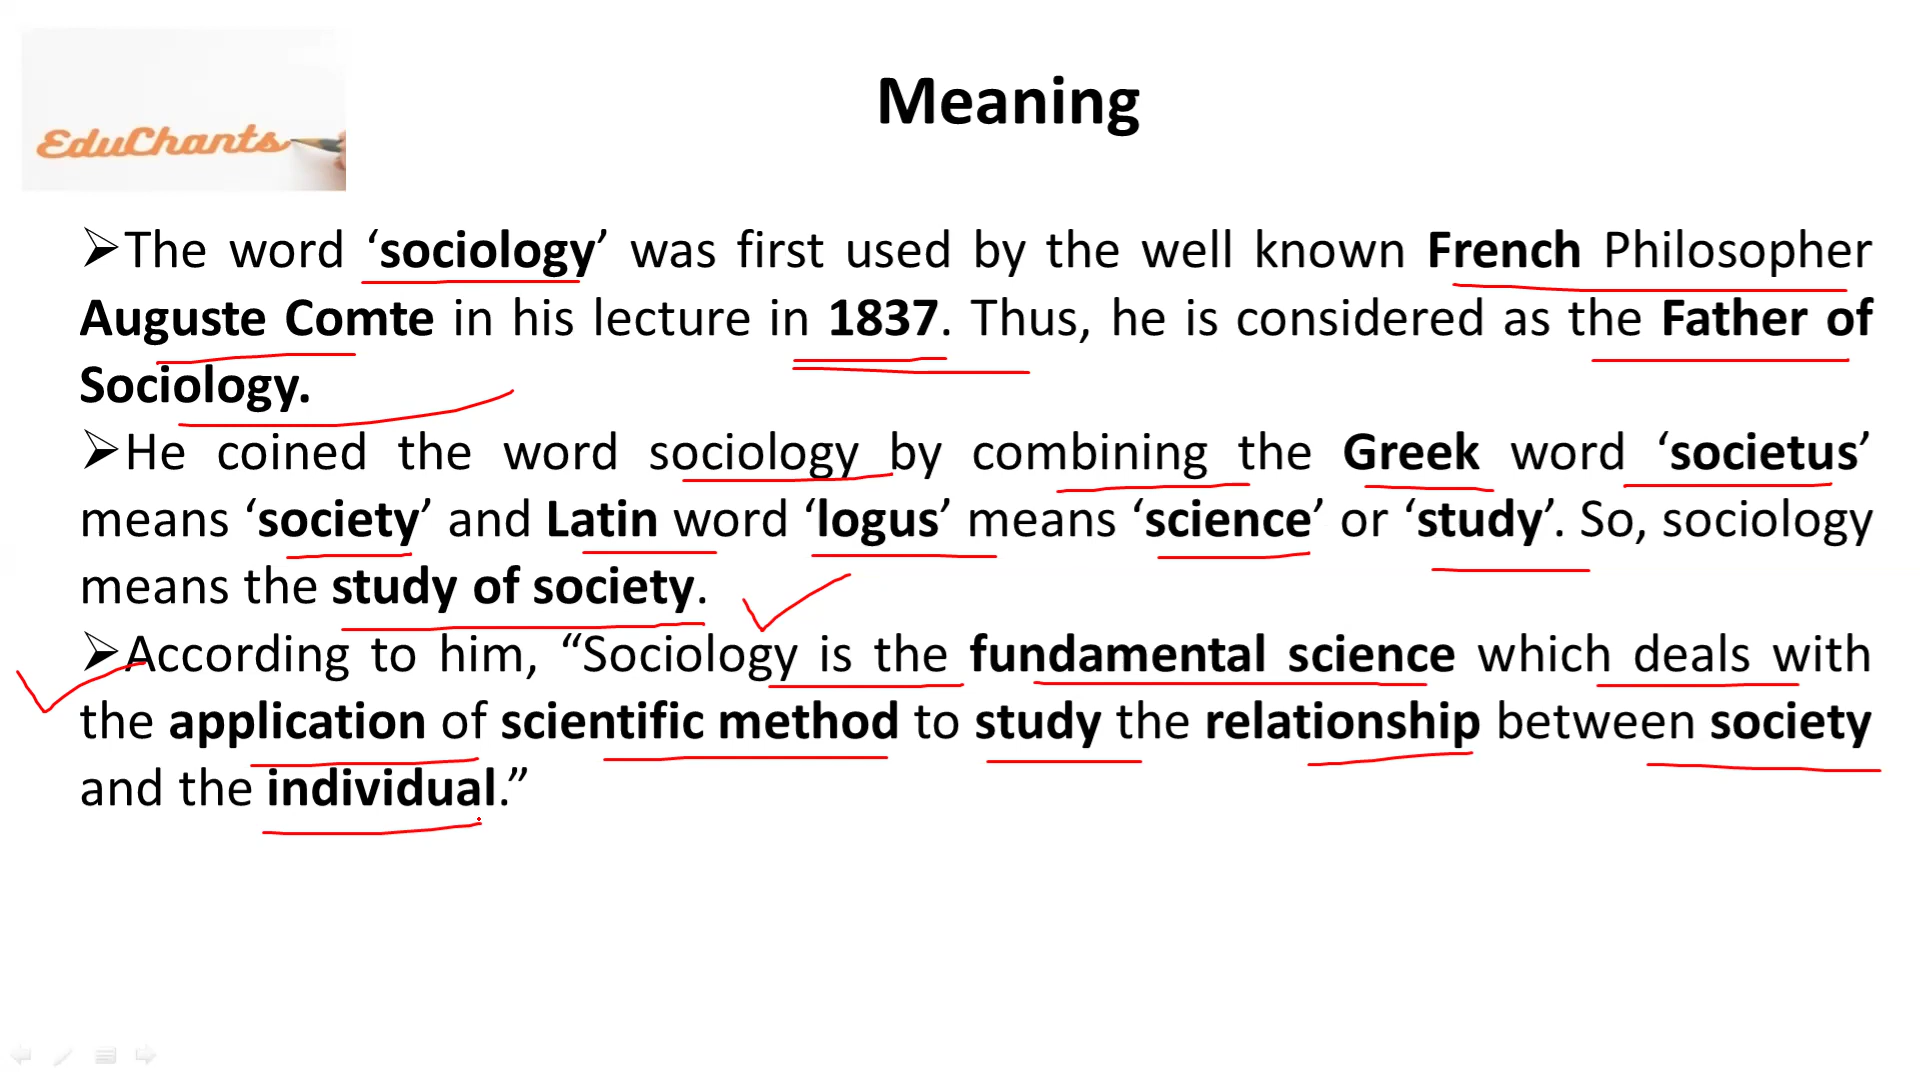 EduChants
Meaning
➢The word ‘sociology’ was first used by the well known French Philosopher
Auguste Comte in his lecture in 1837. Thus, he is considered as the Father of
Sociology.
➢He coined the word sociology by combining the Greek word ‘societus’
means ‘society’ and Latin word ‘logus’ means ‘science’ or ‘study’. So, sociology
means the study of society.
➢According to him, “Sociology is the fundamental science which deals with
the application of scientific method to study the relationship between society
and the individual.”